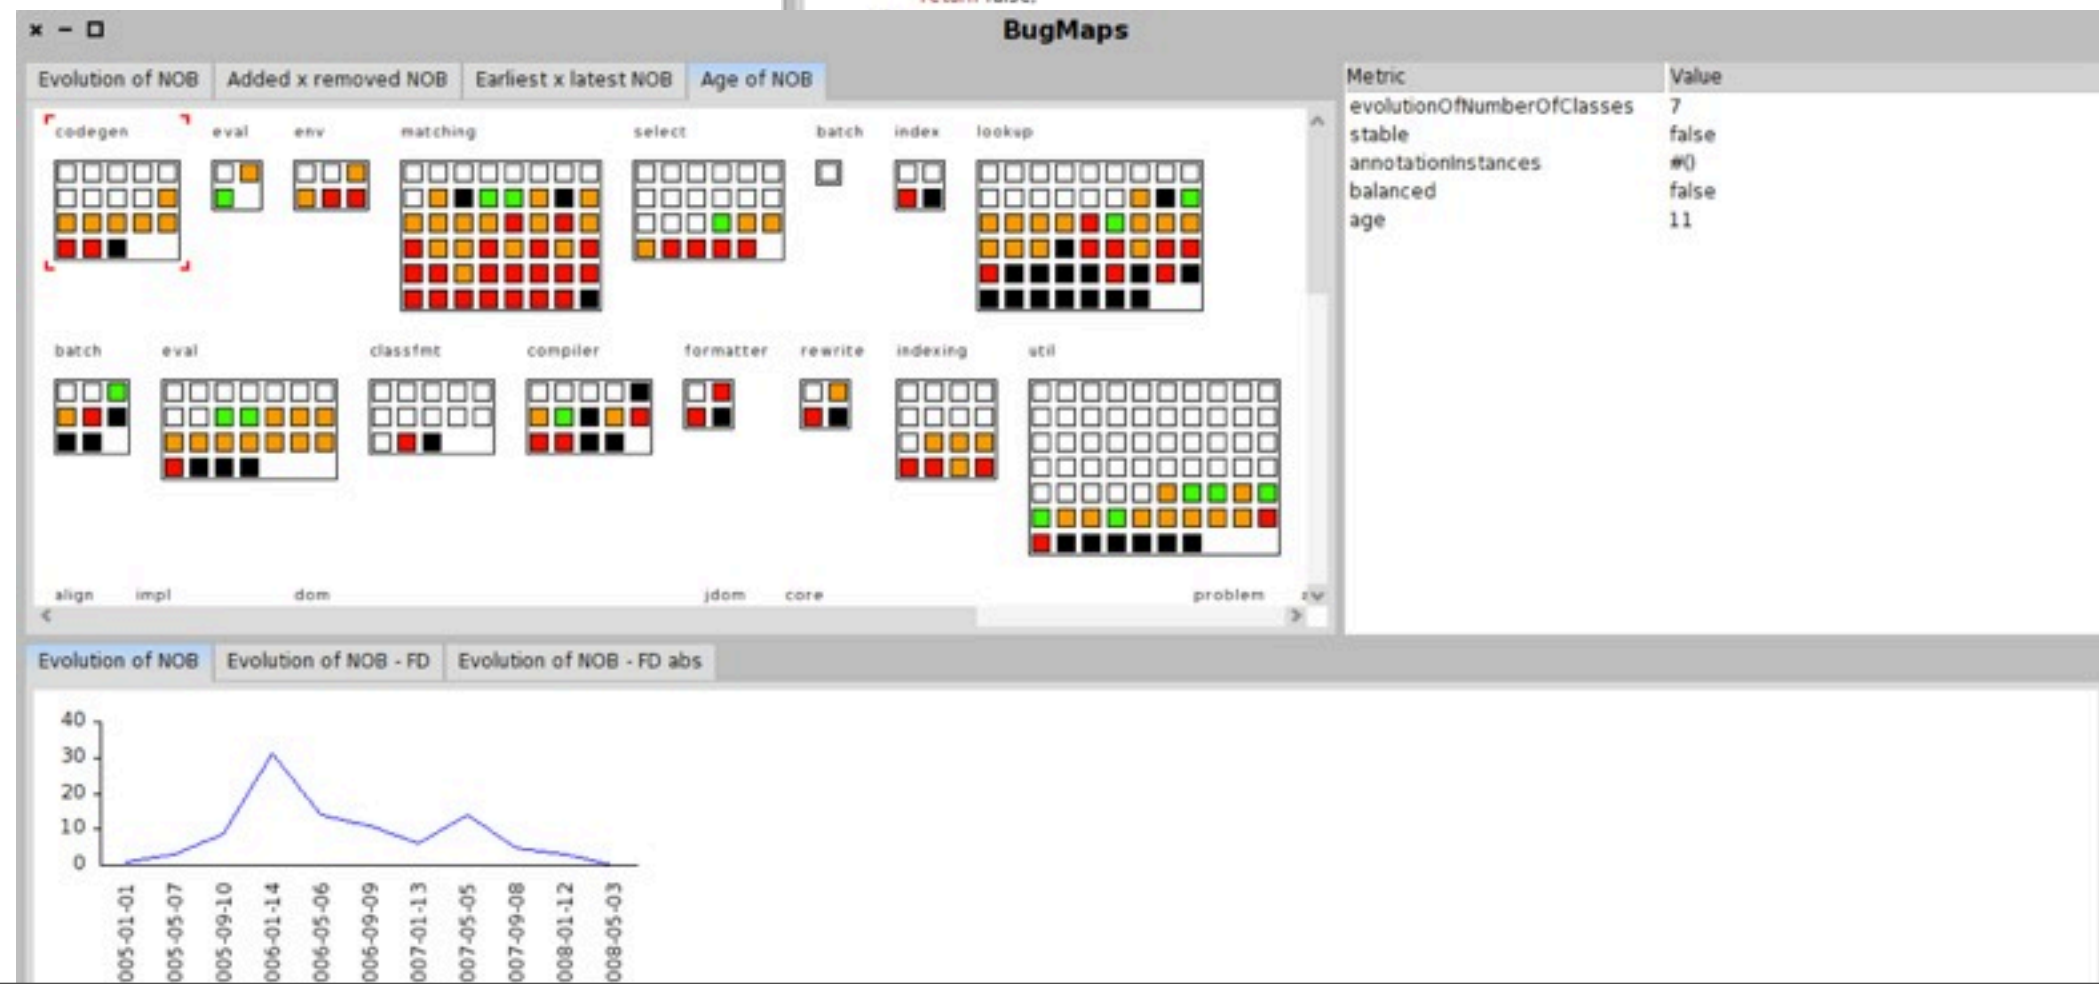 return false;
BugMaps
Evolution of NOB Added x removed NOB Earliest x latest NOB Age of NOB
codegen eval env matching select batch index lookup
batch eval classfmt compiler formatter rewrite indexing util
align impl dom jdom core problem
Metric Value
evolutionOfNumberOfClasses 7
stable false
annotationInstances #()
balanced false
age 11
Evolution of NOB Evolution of NOB - FD Evolution of NOB - FD abs
40
30
20
10
0
005-01-01
005-05-07
005-09-10
006-01-14
006-05-06
006-09-09
007-01-13
007-05-05
007-09-08
008-01-12
008-05-03